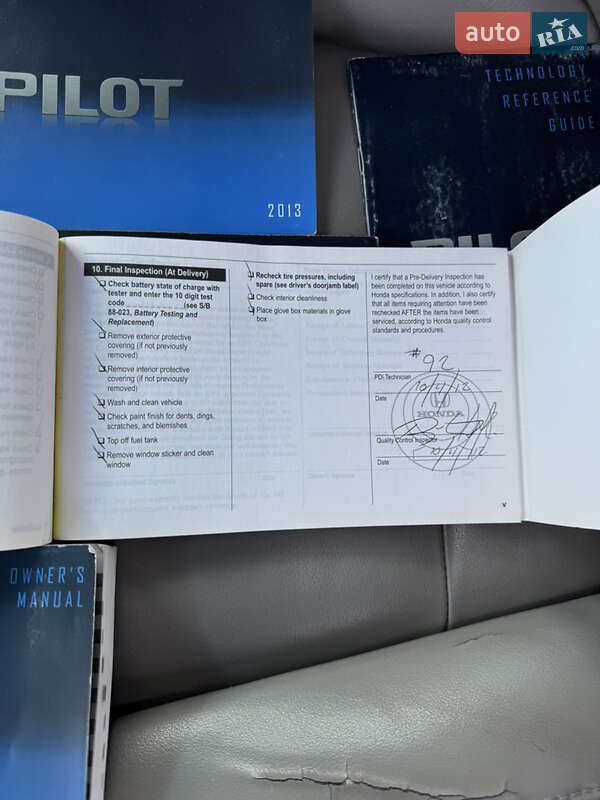 auto RIA
.com
PILOT
2013
TECHNOLOGY
REFERENCE
GUIDE
PILOT
10. Final Inspection (At Delivery)
Check battery state of charge with
tester and enter the 10 digit test
code _ _ _ _ _ _ _ _ _ _ (see S/B
88-023, Battery Testing and
Replacement)
Remove exterior protective
covering (if not previously
removed)
Remove interior protective
covering (if not previously
removed)
Wash and clean vehicle
Check paint finish for dents, dings,
scratches, and blemishes
Top off fuel tank
Remove window sticker and clean
window
Recheck tire pressures, including
spare (see driver's doorjamb label)
Check interior cleanliness
Place glove box materials in glove
box
I certify that a Pre-Delivery Inspection has
been completed on this vehicle according to
Honda specifications. In addition, I also certify
that all items requiring attention have been
rechecked AFTER the items have been
serviced, according to Honda quality control
standards and procedures.
#92
PDI Technician
10/4/12
Date
HONDA
Quality Control Inspector
Date
v
OWNER'S
MANUAL